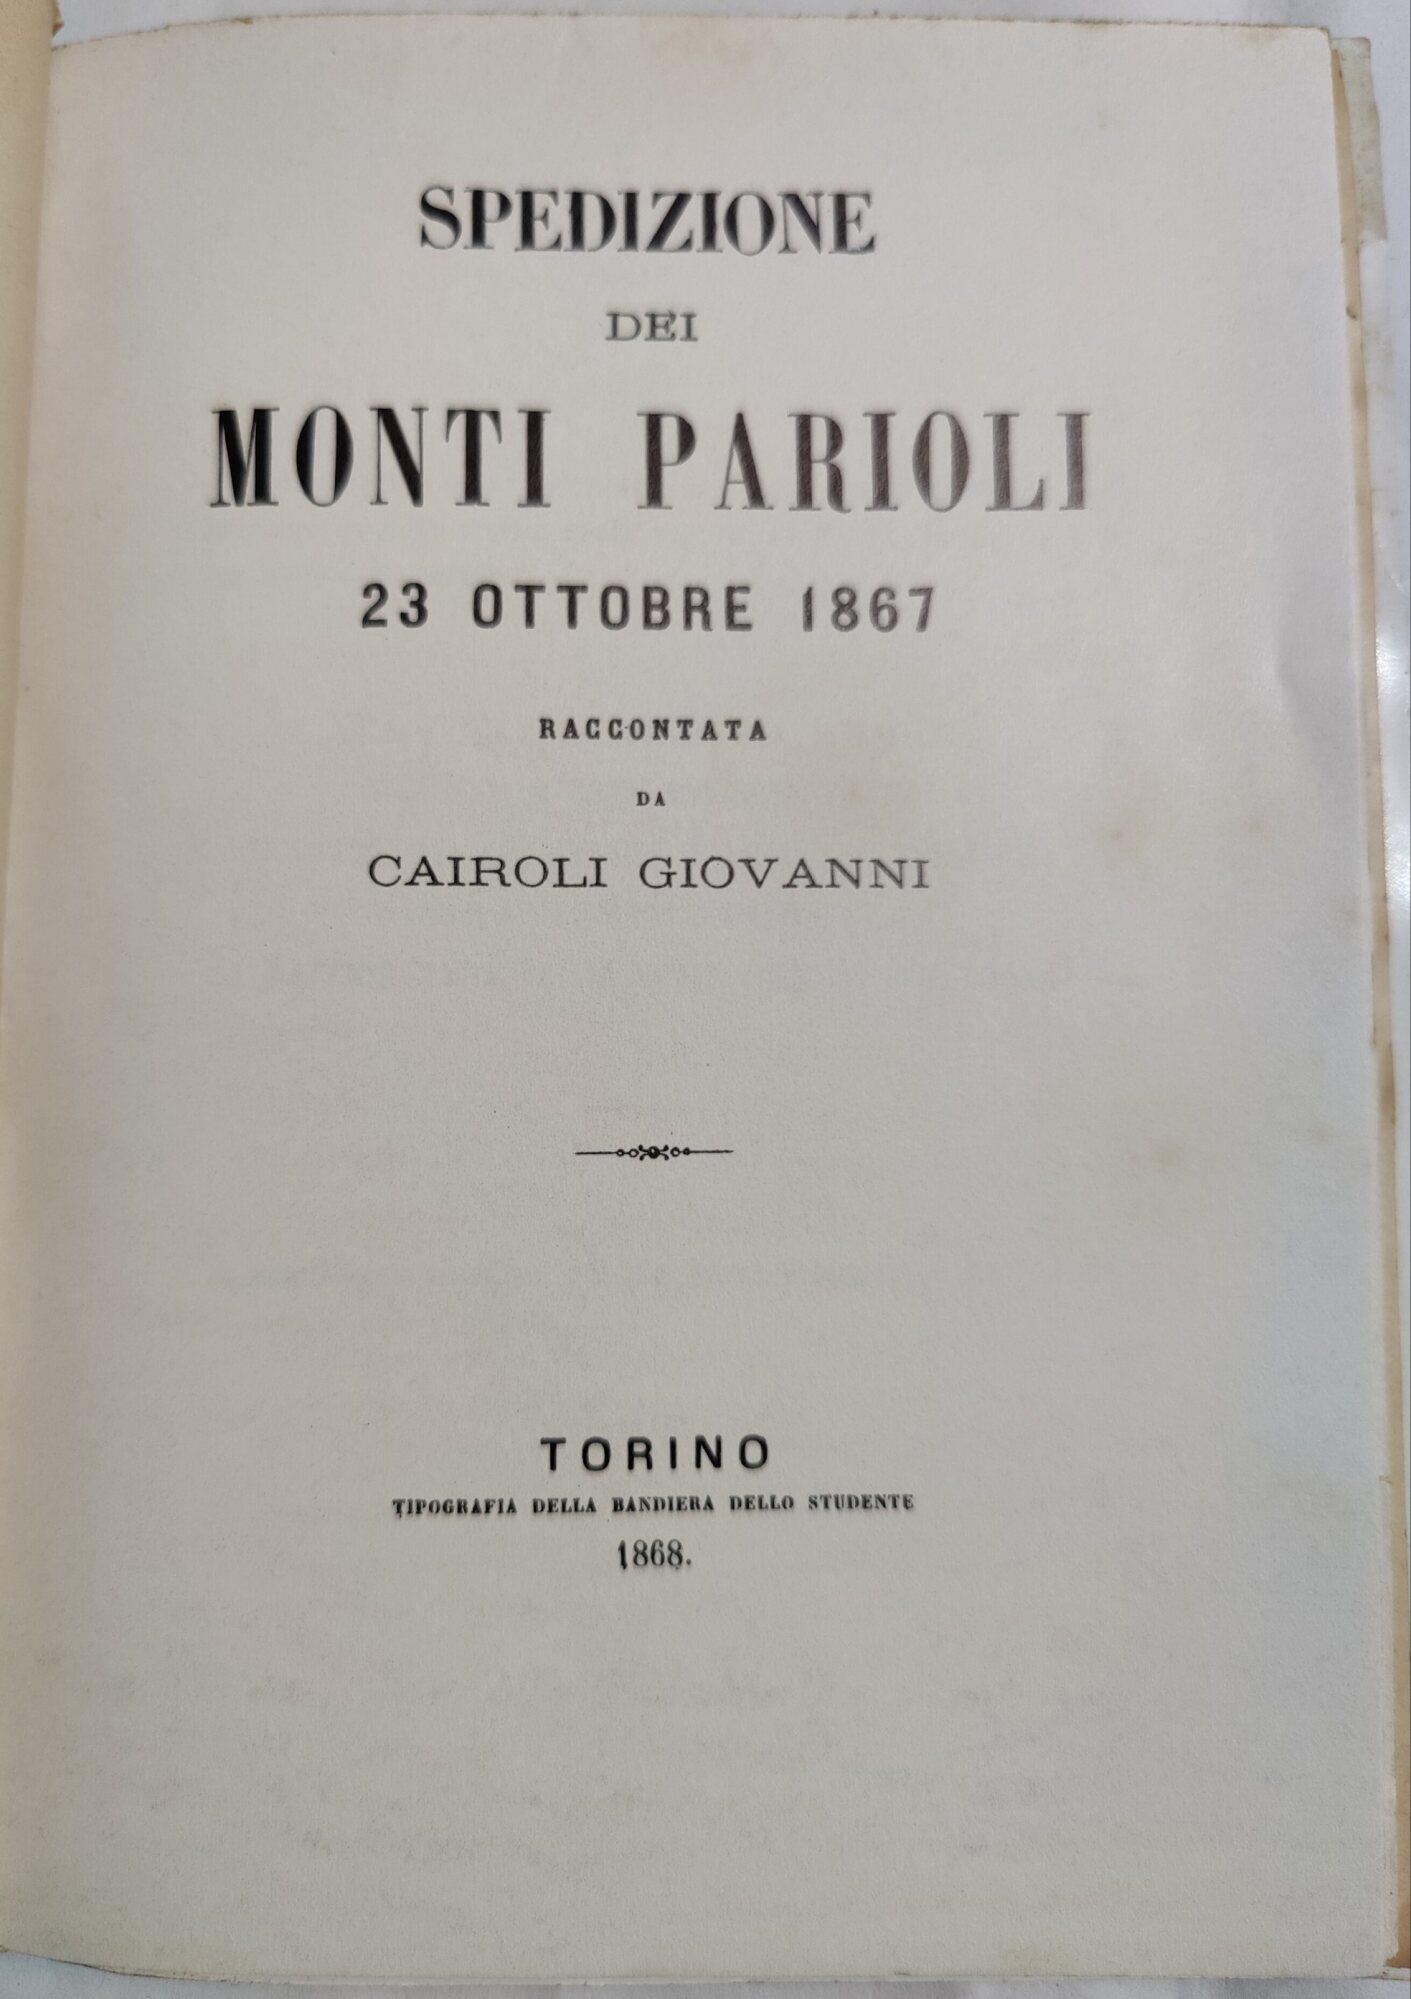 SPEDIZIONE
DEI
MONTI PARIOLI
23 OTTOBRE 1867
RACCONTATA
DA
CAIROLI GIOVANNI
TORINO
TIPOGRAFIA DELLA BANDIERA DELLO STUDENTE
1868.